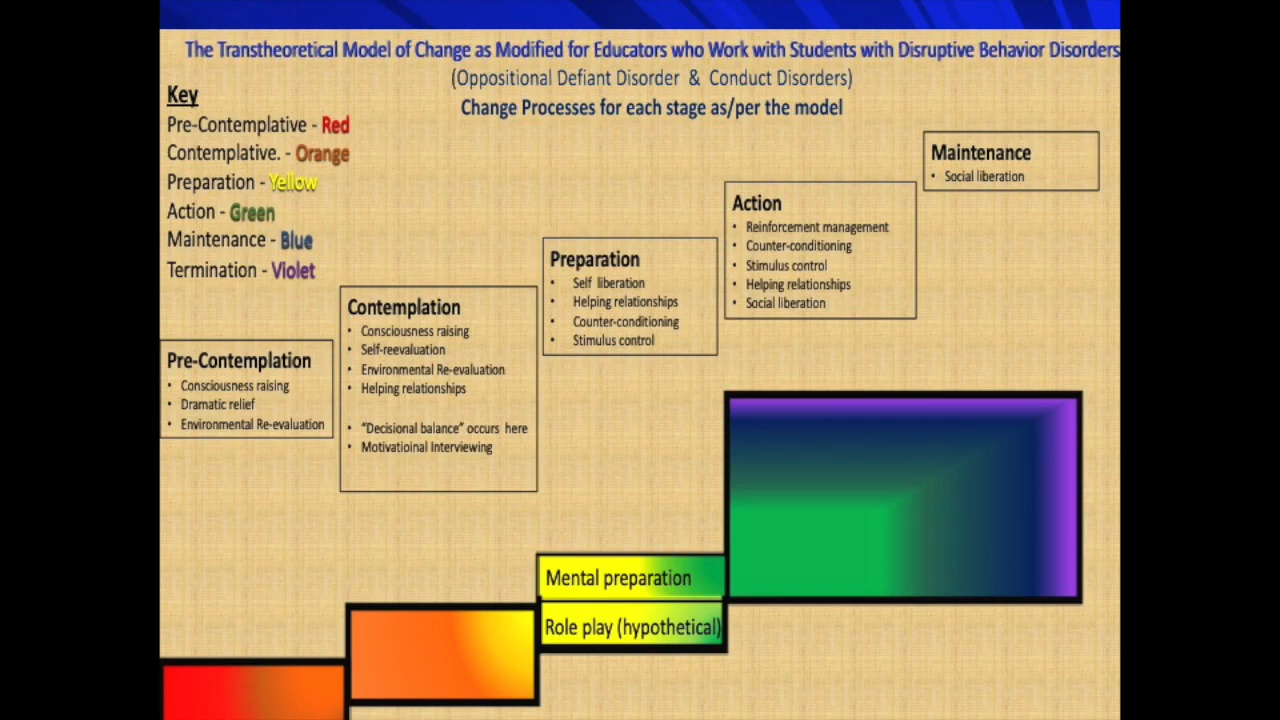 The Transtheoretical Model of Change as Modified for Educators who Work with Students with Disruptive Behavior Disorders
(Oppositional Defiant Disorder & Conduct Disorders)
Change Processes for each stage as/per the model
Key
Pre-Contemplative - Red
Contemplative. - Orange
Preparation - Yellow
Action - Green
Maintenance - Blue
Termination - Violet
Pre-Contemplation
• Consciousness raising
• Dramatic relief
• Environmental Re-evaluation
Contemplation
• Consciousness raising
• Self-reevaluation
• Environmental Re-evaluation
• Helping relationships
• “Decisional balance” occurs here
• Motivatioinal Interviewing
Preparation
• Self liberation
• Helping relationships
• Counter-conditioning
• Stimulus control
Action
• Reinforcement management
• Counter-conditioning
• Stimulus control
• Helping relationships
• Social liberation
Maintenance
• Social liberation
Mental preparation
Role play (hypothetical)